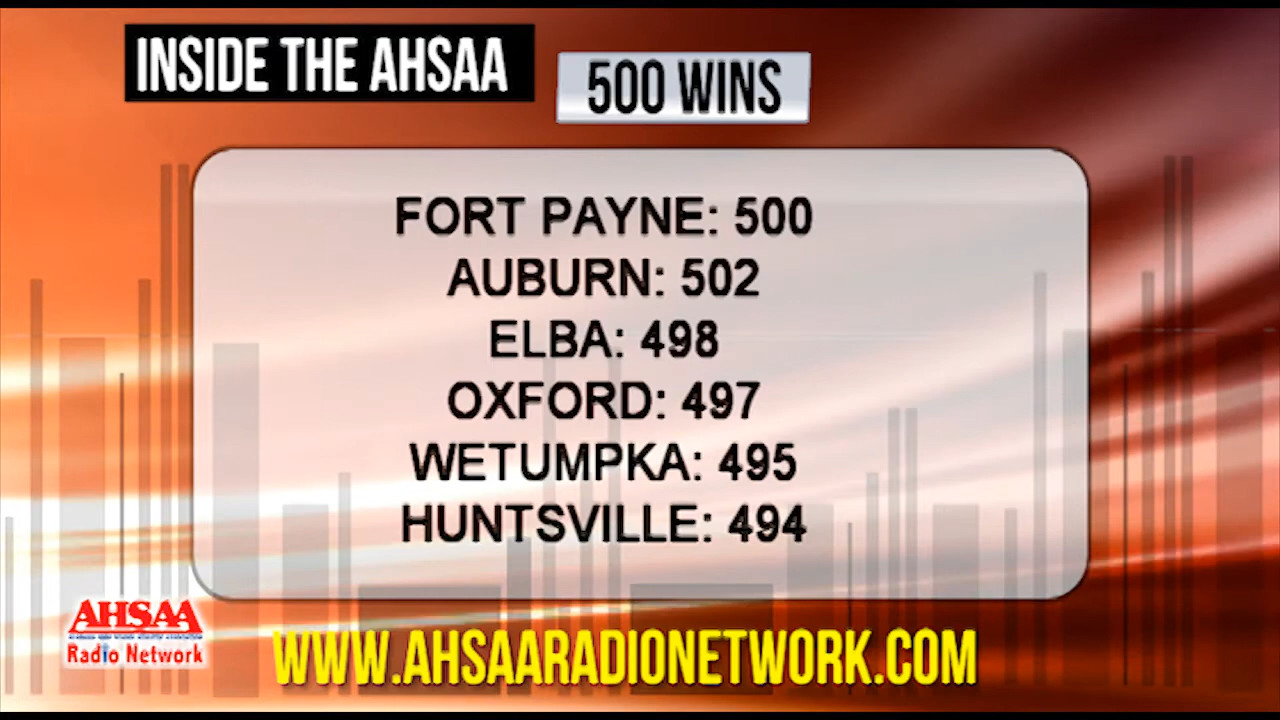 INSIDE THE AHSAA
500 WINS
FORT PAYNE: 500
AUBURN: 502
ELBA: 498
OXFORD: 497
WETUMPKA: 495
HUNTSVILLE: 494
AHSAA
Radio Network
WWW.AHSAARADIONETWORK.COM